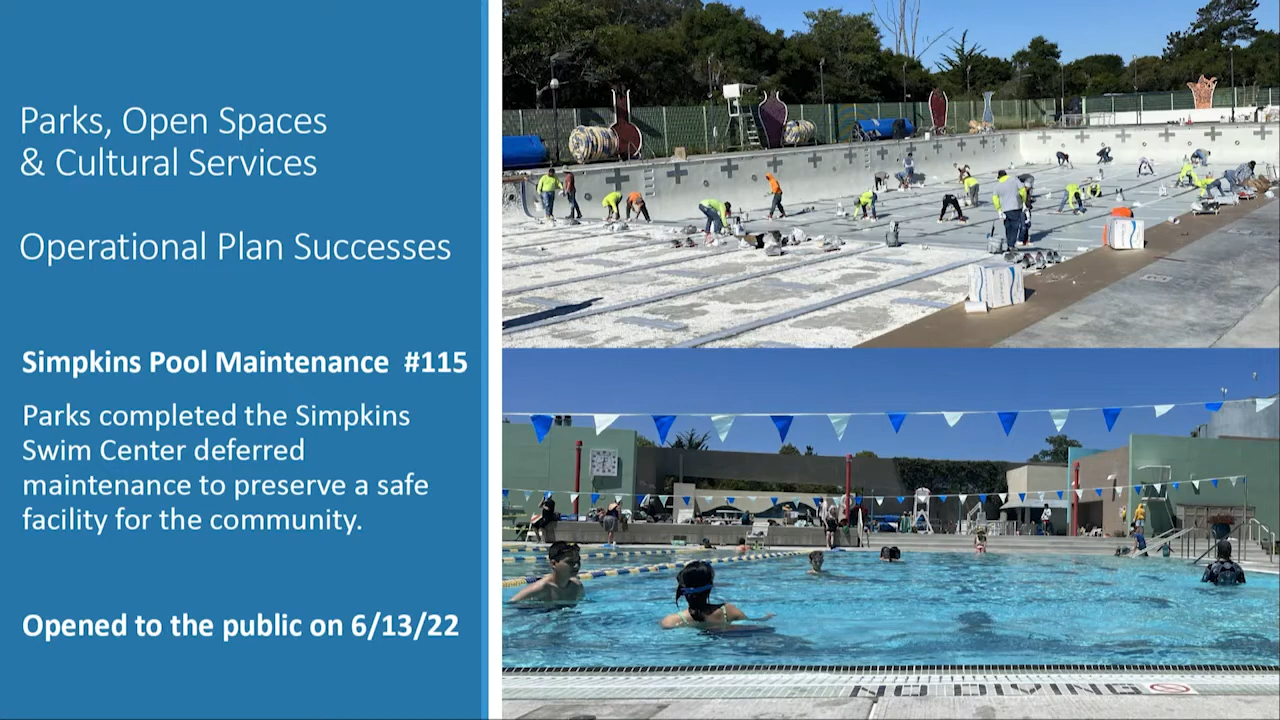 Parks, Open Spaces
& Cultural Services
Operational Plan Successes
Simpkins Pool Maintenance #115
Parks completed the Simpkins
Swim Center deferred
maintenance to preserve a safe
facility for the community.
Opened to the public on 6/13/22
NO DIVING